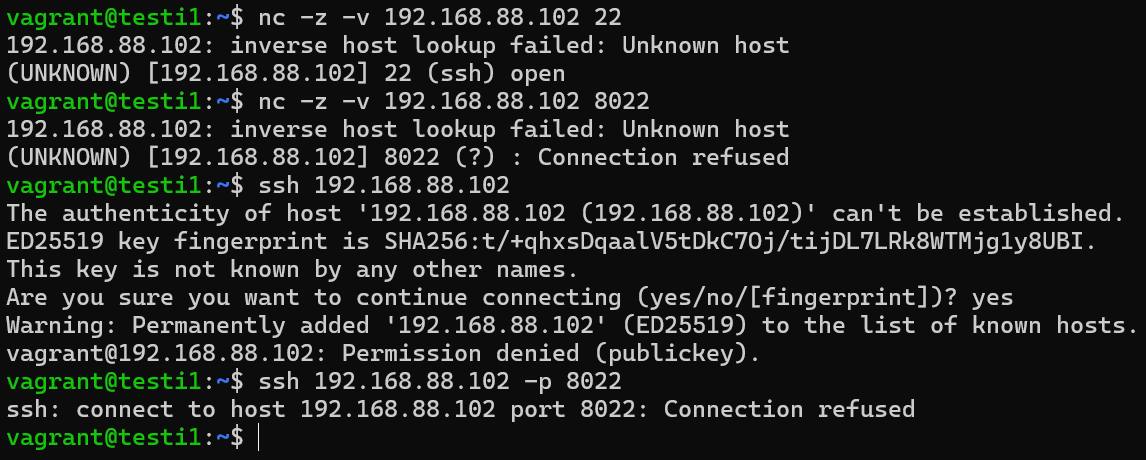 vagrant@testi1:~$ nc -z -v 192.168.88.102 22
192.168.88.102: inverse host lookup failed: Unknown host
(UNKNOWN) [192.168.88.102] 22 (ssh) open
vagrant@testi1:~$ nc -z -v 192.168.88.102 8022
192.168.88.102: inverse host lookup failed: Unknown host
(UNKNOWN) [192.168.88.102] 8022 (?) : Connection refused
vagrant@testi1:~$ ssh 192.168.88.102
The authenticity of host '192.168.88.102 (192.168.88.102)' can't be established.
ED25519 key fingerprint is SHA256:t/+qhxsDqaalV5tDkC7Oj/tijDL7LRk8WTMjg1y8UBI.
This key is not known by any other names.
Are you sure you want to continue connecting (yes/no/[fingerprint])? yes
Warning: Permanently added '192.168.88.102' (ED25519) to the list of known hosts.
vagrant@192.168.88.102: Permission denied (publickey).
vagrant@testi1:~$ ssh 192.168.88.102 -p 8022
ssh: connect to host 192.168.88.102 port 8022: Connection refused
vagrant@testi1:~$